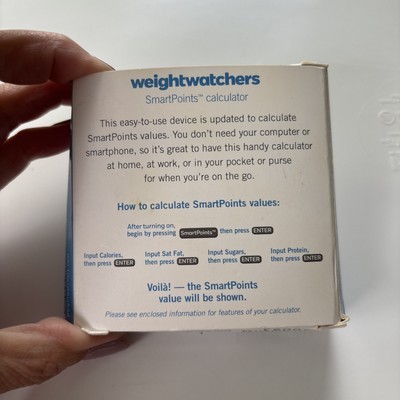 weightwatchers
SmartPoints™ calculator
This easy-to-use device is updated to calculate
SmartPoints values. You don't need your computer or
smartphone, so it's great to have this handy calculator
at home, at work, or in your pocket or purse
for when you're on the go.
How to calculate SmartPoints values:
After turning on,
begin by pressing SmartPoints™ then press ENTER
Input Calories,
then press ENTER
Input Sat Fat,
then press ENTER
Input Sugars,
then press ENTER
Input Protein,
then press ENTER
Voilà! — the SmartPoints
value will be shown.
Please see enclosed information for features of your calculator.